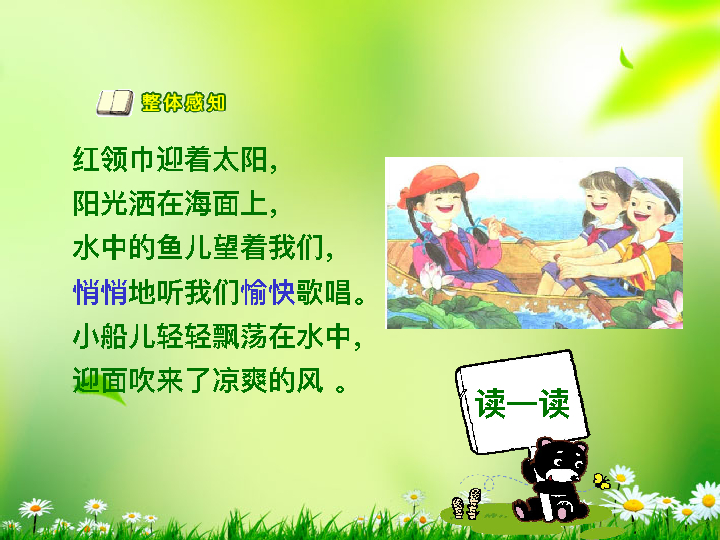 整体感知
红领巾迎着太阳，
阳光洒在海面上，
水中的鱼儿望着我们，
悄悄地听我们愉快歌唱。
小船儿轻轻飘荡在水中，
迎面吹来了凉爽的风 。
读一读